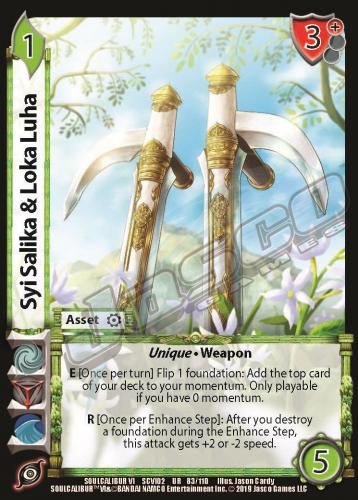 1
3
+
Syi Salika & Loka Luha
JASCO
GAMES
Asset
Unique • Weapon
E [Once per turn] Flip 1 foundation: Add the top card
of your deck to your momentum. Only playable
if you have 0 momentum.
R [Once per Enhance Step]: After you destroy
a foundation during the Enhance Step,
this attack gets +2 or -2 speed.
5
SOULCALIBUR VI SCVI02 UR 83/110 Illus. Jason Cardy
SOULCALIBUR™VI&©BANDAI NAMCO Entertainment Inc. © 2019 Jasco Games LLC